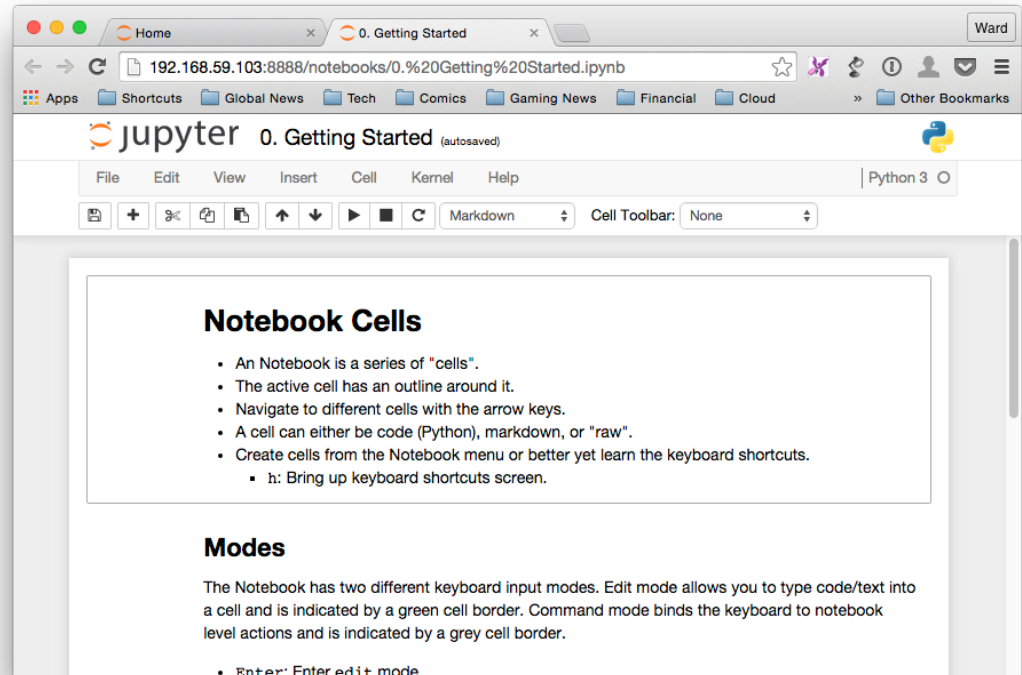 Home
0. Getting Started
Ward
192.168.59.103:8888/notebooks/0.%20Getting%20Started.ipynb
Apps Shortcuts Global News Tech Comics Gaming News Financial Cloud » Other Bookmarks
jupyter 0. Getting Started (autosaved)
File Edit View Insert Cell Kernel Help Python 3
Markdown Cell Toolbar: None
Notebook Cells
• An Notebook is a series of "cells".
• The active cell has an outline around it.
• Navigate to different cells with the arrow keys.
• A cell can either be code (Python), markdown, or "raw".
• Create cells from the Notebook menu or better yet learn the keyboard shortcuts.
▪ h: Bring up keyboard shortcuts screen.
Modes
The Notebook has two different keyboard input modes. Edit mode allows you to type code/text into
a cell and is indicated by a green cell border. Command mode binds the keyboard to notebook
level actions and is indicated by a grey cell border.
• Enter: Enter edit mode